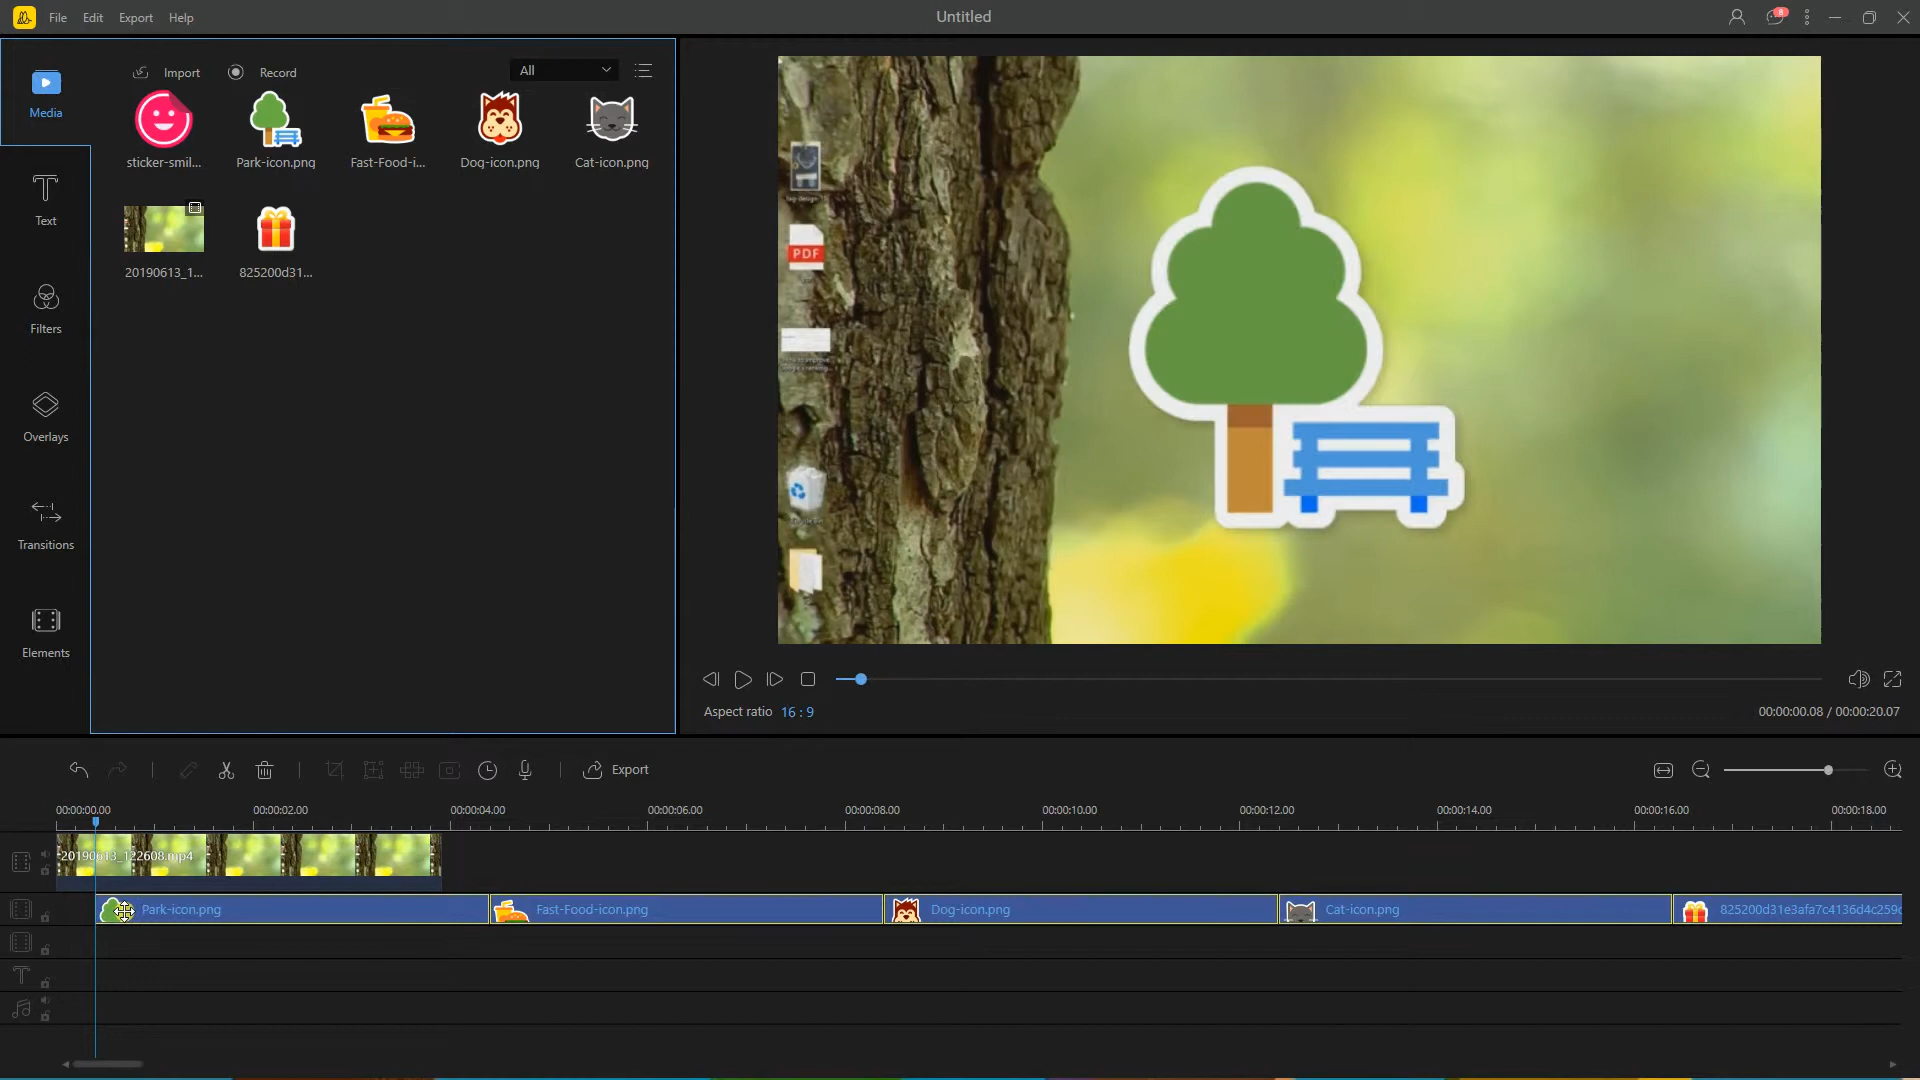 File Edit Export Help
Untitled
8
Media
Import Record All
sticker-smil... Park-icon.png Fast-Food-i... Dog-icon.png Cat-icon.png
20190613_1... 825200d31...
Text
Filters
Overlays
Transitions
Elements
PDF
Aspect ratio 16 : 9
00:00:00.08 / 00:00:20.07
Export
00:00:00.00 00:00:02.00 00:00:04.00 00:00:06.00 00:00:08.00 00:00:10.00 00:00:12.00 00:00:14.00 00:00:16.00 00:00:18.00
20190613_122608.mp4
Park-icon.png Fast-Food-icon.png Dog-icon.png Cat-icon.png 825200d31e3afa7c4136d4c259c